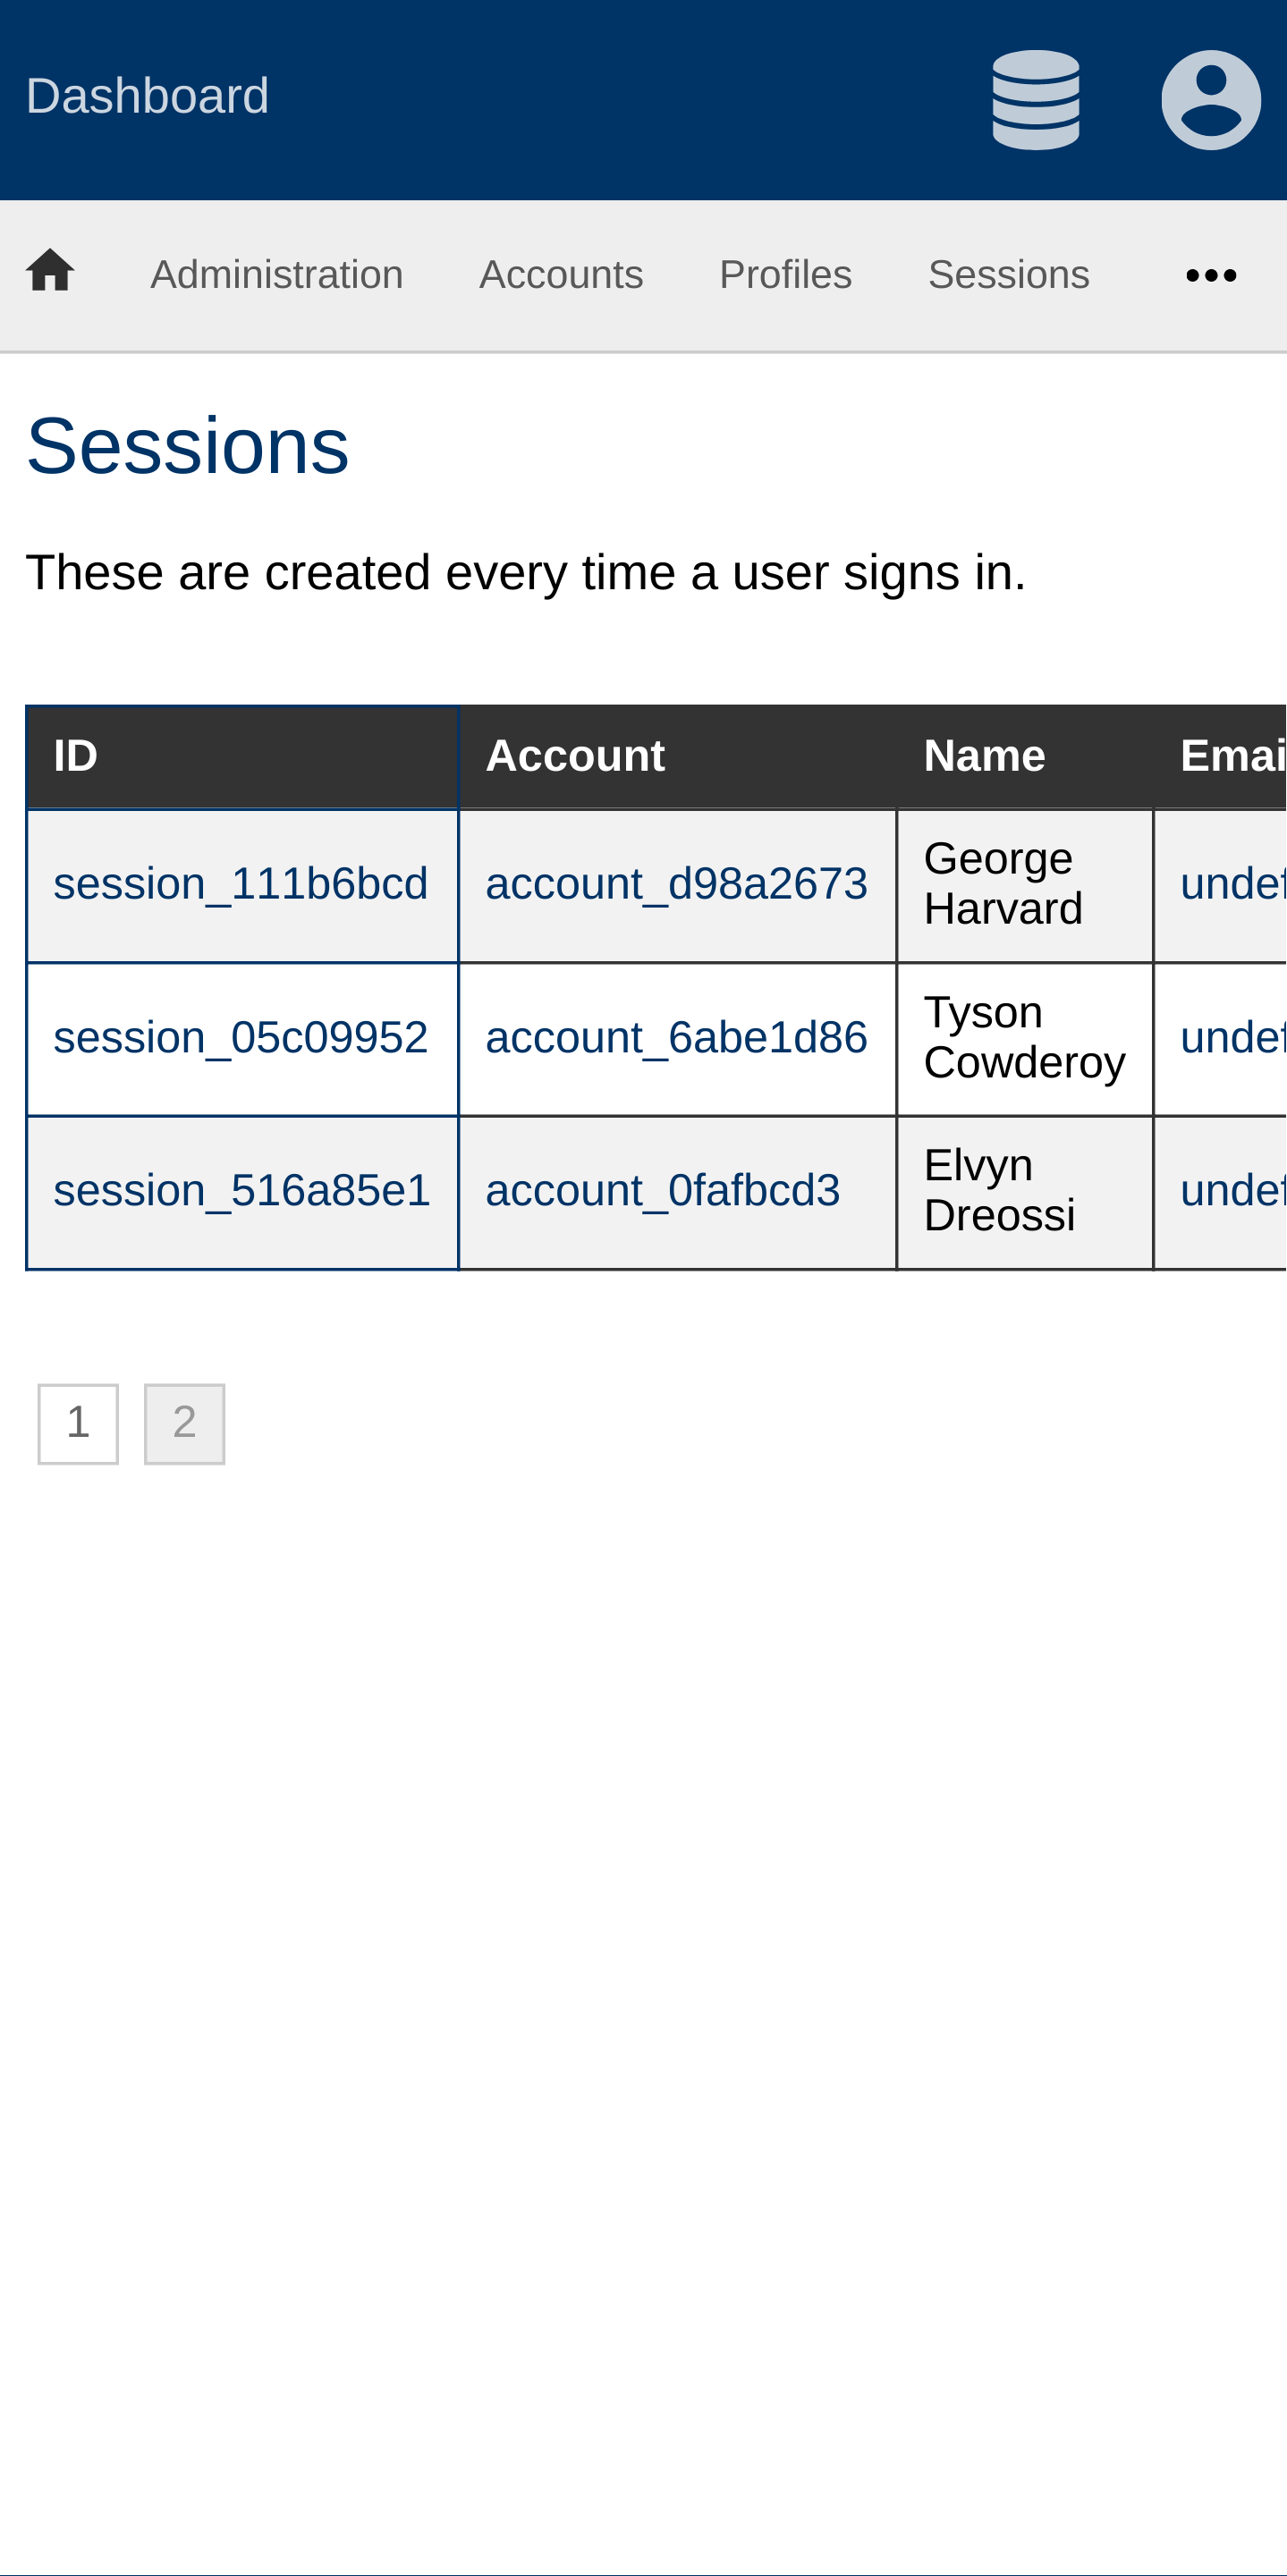 Dashboard
Administration Accounts Profiles Sessions
Sessions
These are created every time a user signs in.
ID Account Name Emai
session_111b6bcd account_d98a2673 George Harvard undef
session_05c09952 account_6abe1d86 Tyson Cowderoy undef
session_516a85e1 account_0fafbcd3 Elvyn Dreossi undef
1 2